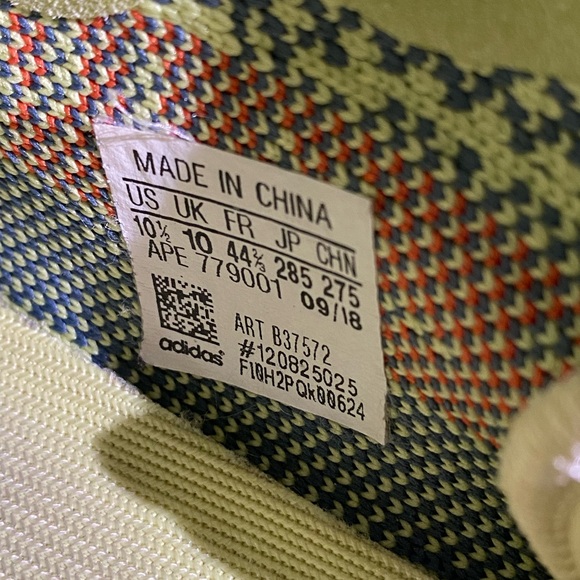 MADE IN CHINA
US UK FR JP CHN
10½ 10 44⅔ 285 275
APE 779001 09/18
ART B37572
#120825025
F10H2PQk00624
adidas